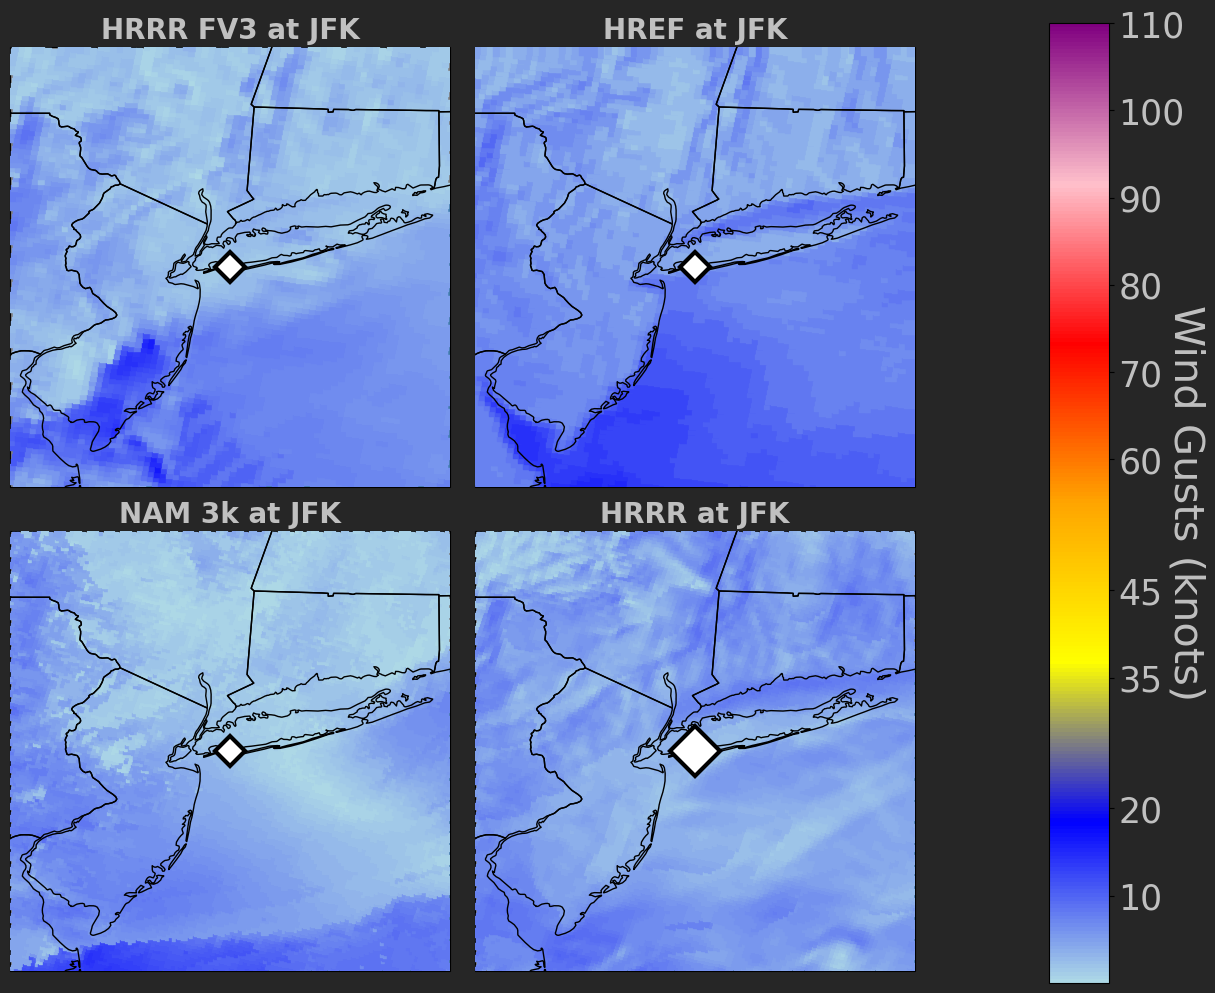 HRRR FV3 at JFK
HREF at JFK
NAM 3k at JFK
HRRR at JFK
110
100
90
80
70
60
45
35
20
10
Wind Gusts (knots)